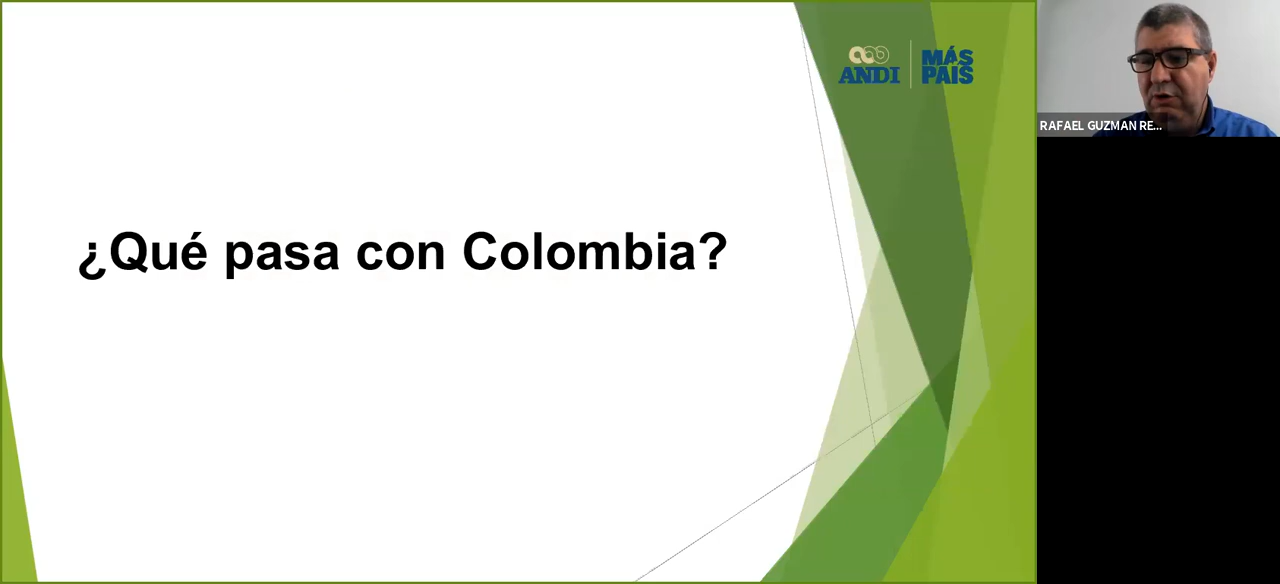 ANDI
MÁS
PAÍS
RAFAEL GUZMAN RE...
¿Qué pasa con Colombia?